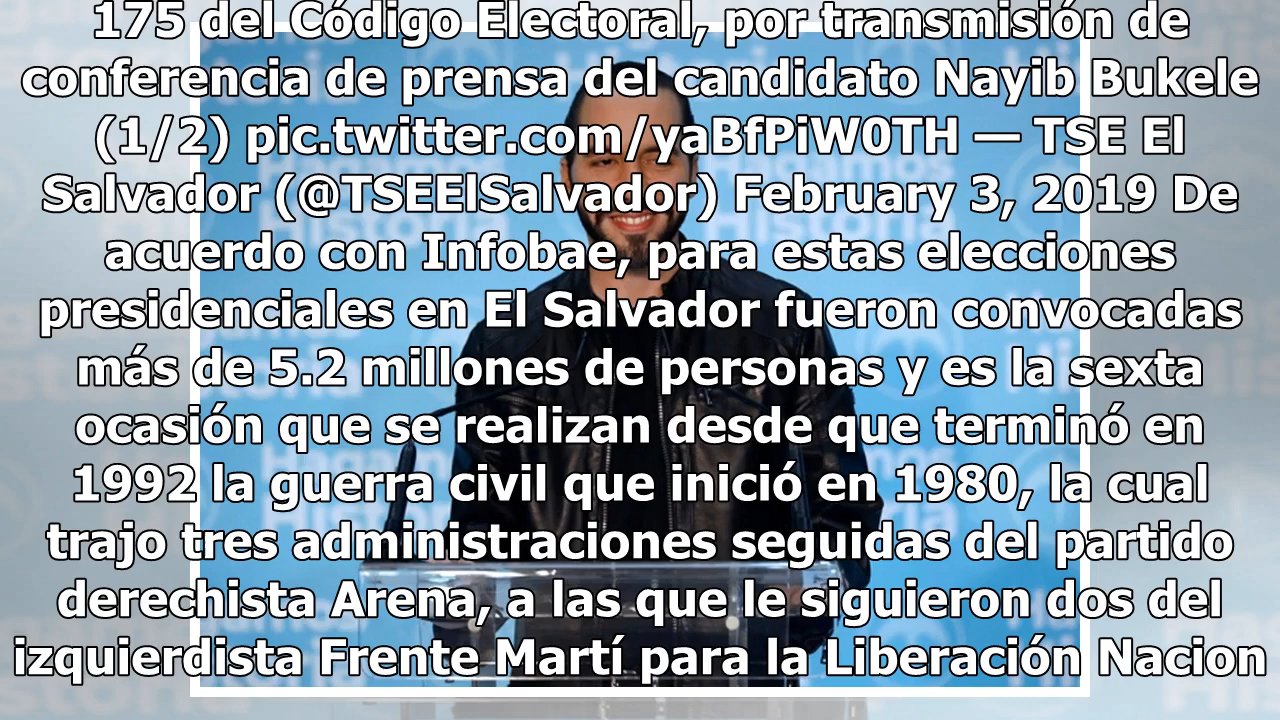 175 del Código Electoral, por transmisión de
conferencia de prensa del candidato Nayib Bukele
(1/2) pic.twitter.com/yaBfPiW0TH — TSE El
Salvador (@TSEElSalvador) February 3, 2019 De
acuerdo con Infobae, para estas elecciones
presidenciales en El Salvador fueron convocadas
más de 5.2 millones de personas y es la sexta
ocasión que se realizan desde que terminó en
1992 la guerra civil que inició en 1980, la cual
trajo tres administraciones seguidas del partido
derechista Arena, a las que le siguieron dos del
izquierdista Frente Martí para la Liberación Nacion